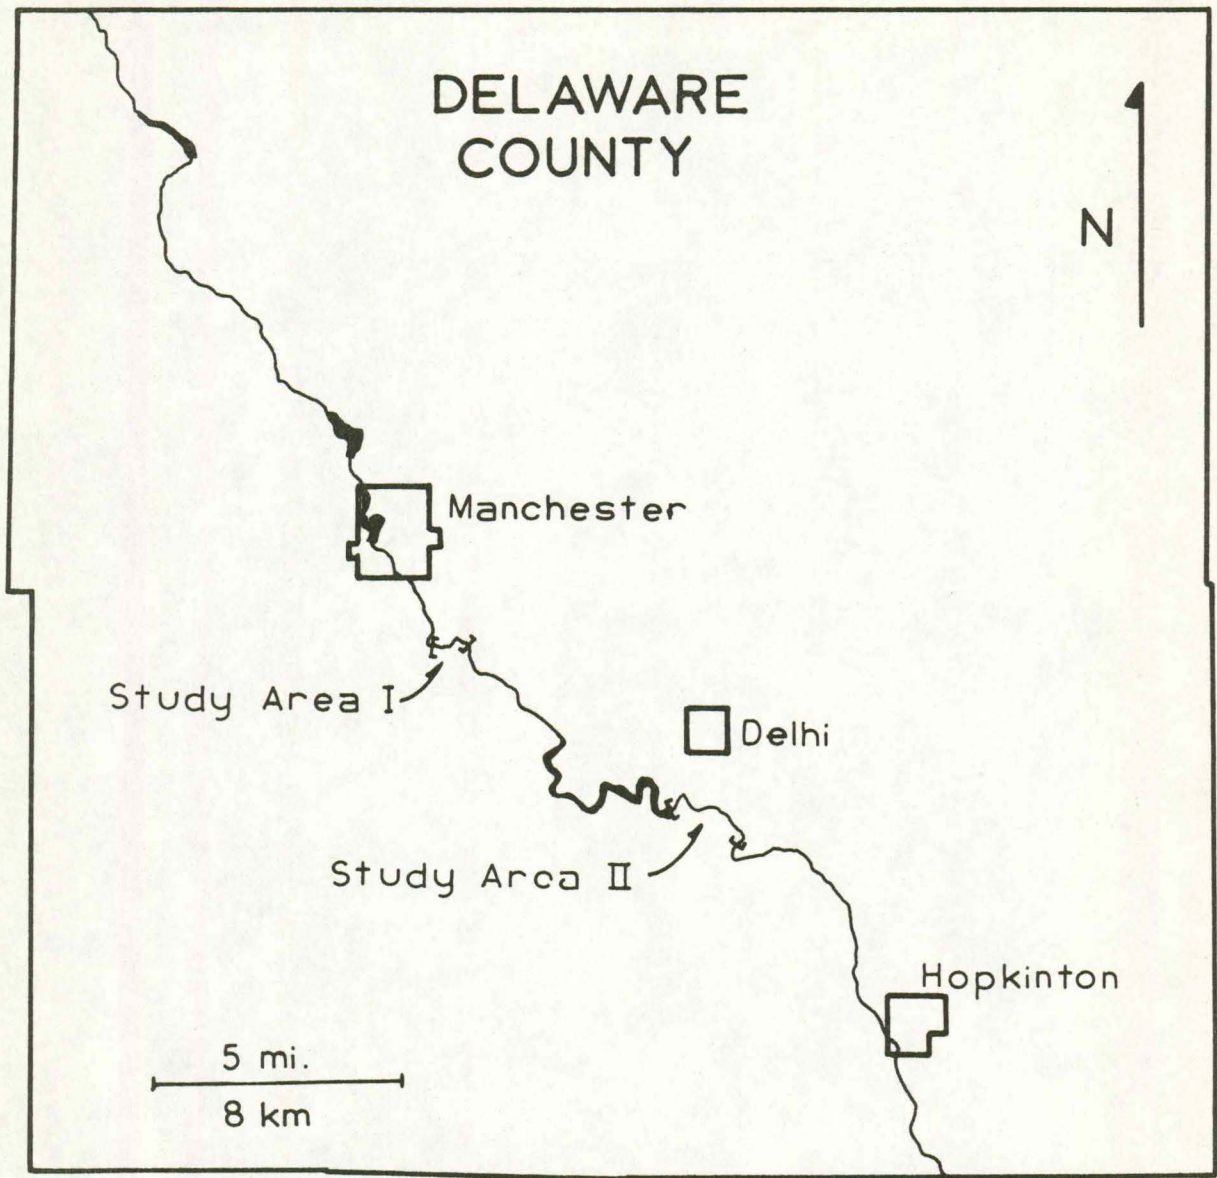 DELAWARE
COUNTY
N
Manchester
Study Area I
Delhi
Study Area II
Hopkinton
5 mi.
8 km